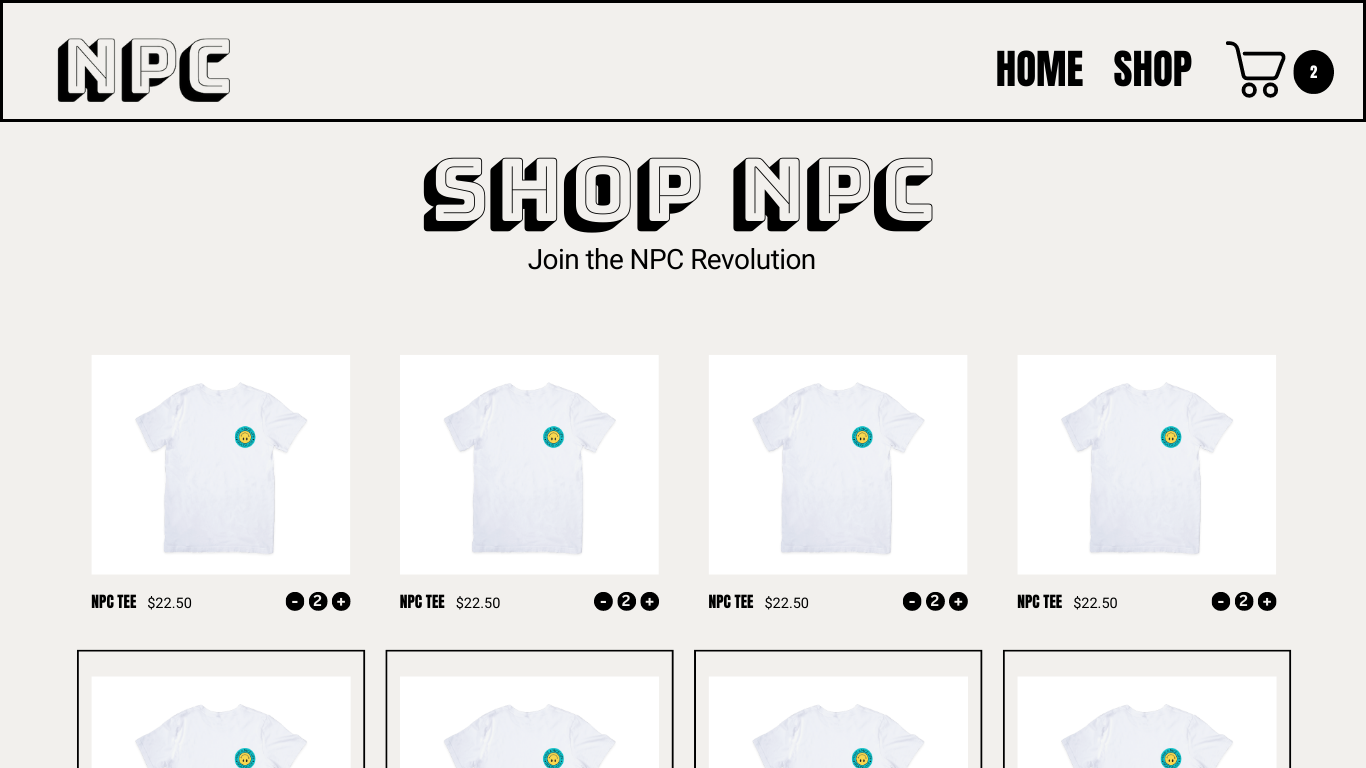 NPC
HOME SHOP 2
SHOP NPC
Join the NPC Revolution
NPC TEE $22.50 - 2 +
NPC TEE $22.50 - 2 +
NPC TEE $22.50 - 2 +
NPC TEE $22.50 - 2 +